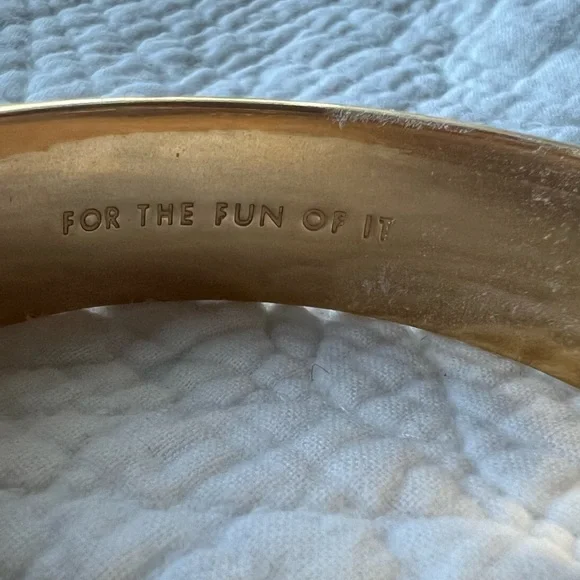 FOR THE FUN OF IT